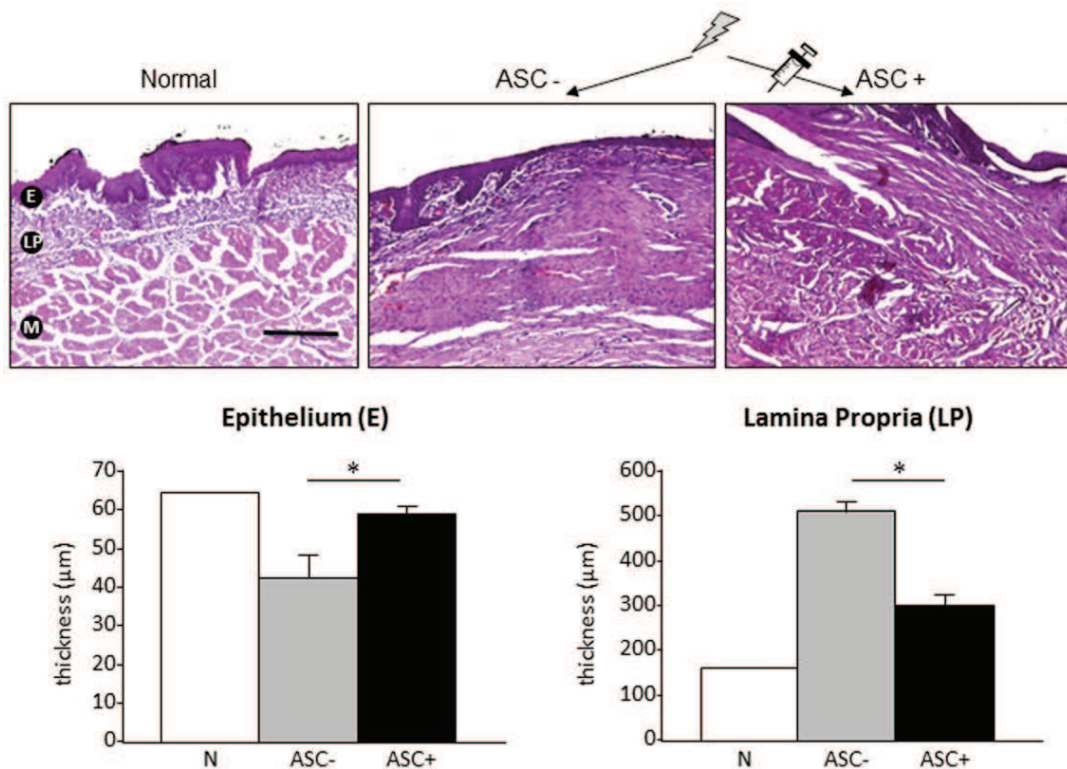 Normal
ASC -
ASC +
E
LP
M
Epithelium (E)
thickness (µm)
70
60
50
40
30
20
10
0
*
N
ASC-
ASC+
Lamina Propria (LP)
thickness (µm)
600
500
400
300
200
100
0
*
N
ASC-
ASC+